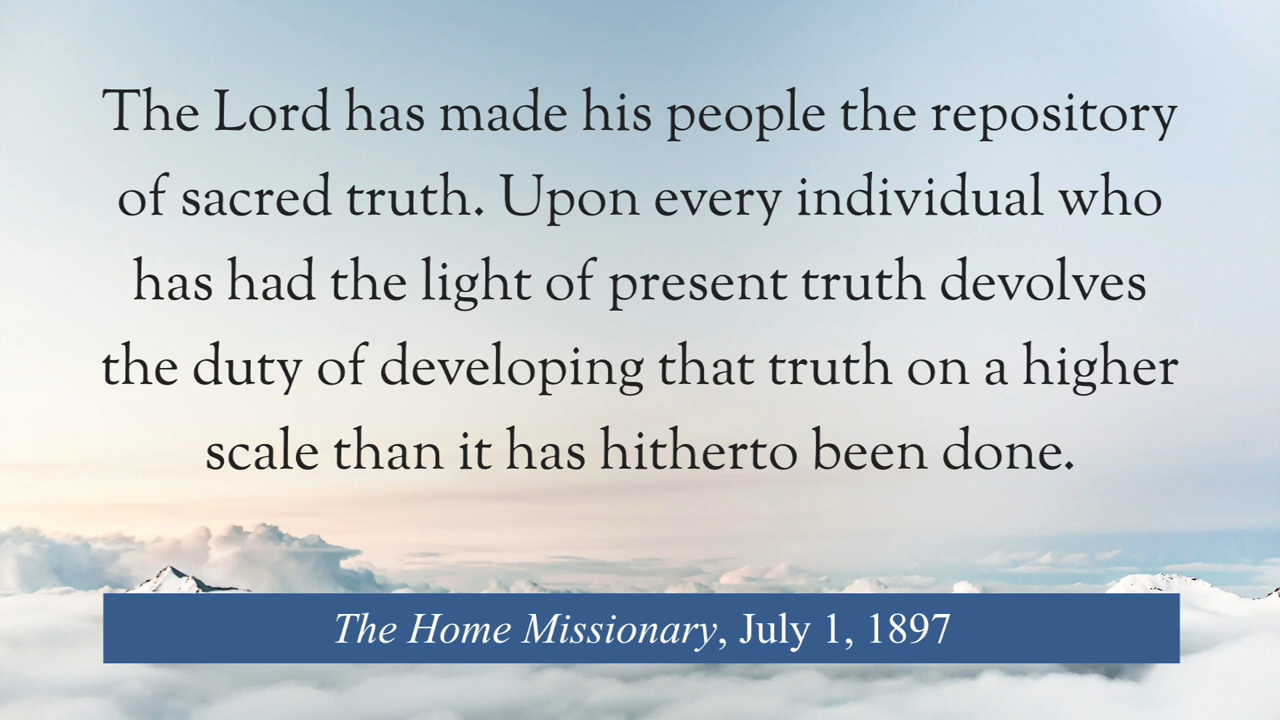 The Lord has made his people the repository
of sacred truth. Upon every individual who
has had the light of present truth devolves
the duty of developing that truth on a higher
scale than it has hitherto been done.
The Home Missionary, July 1, 1897